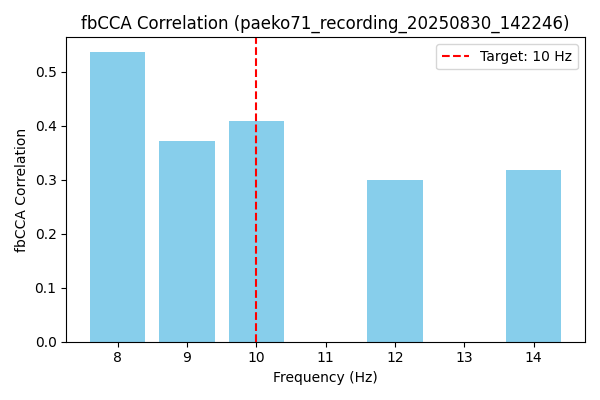 fbCCA Correlation (paeko71_recording_20250830_142246)
Target: 10 Hz
fbCCA Correlation
0.5
0.4
0.3
0.2
0.1
0.0
8 9 10 11 12 13 14
Frequency (Hz)